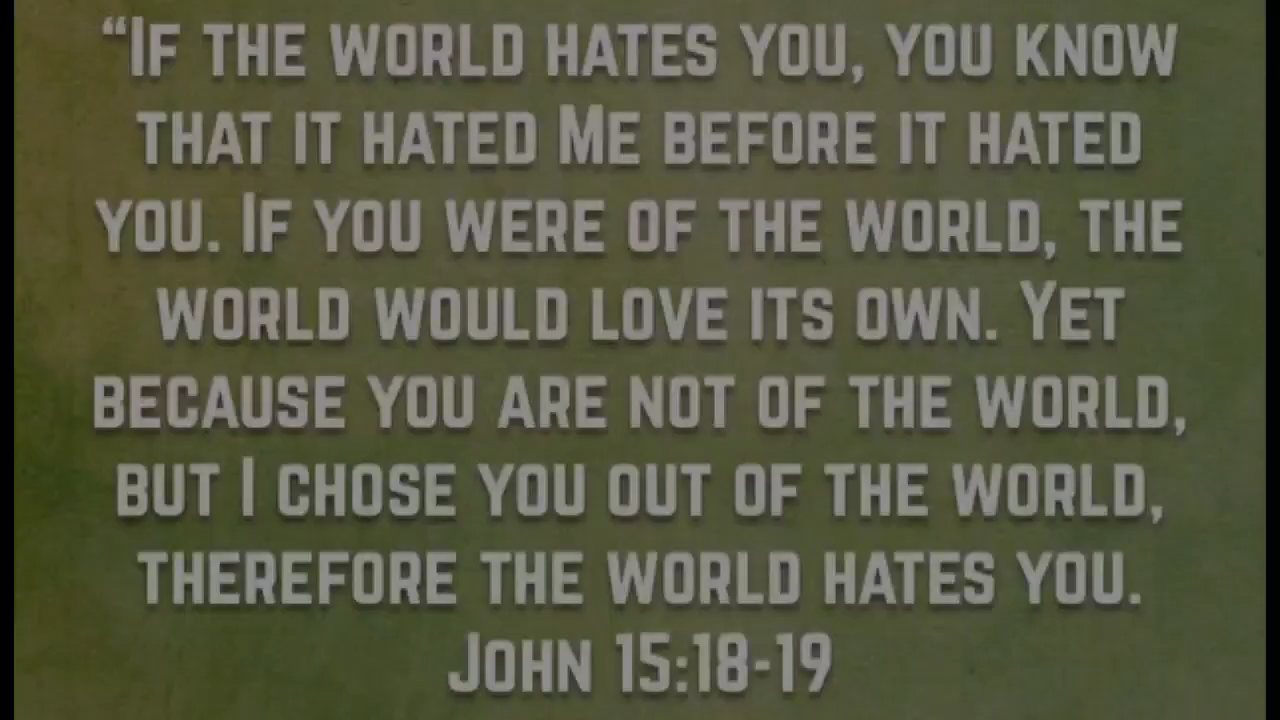 “If the world hates you, you know
that it hated Me before it hated
you. If you were of the world, the
world would love its own. Yet
because you are not of the world,
but I chose you out of the world,
therefore the world hates you.
John 15:18-19